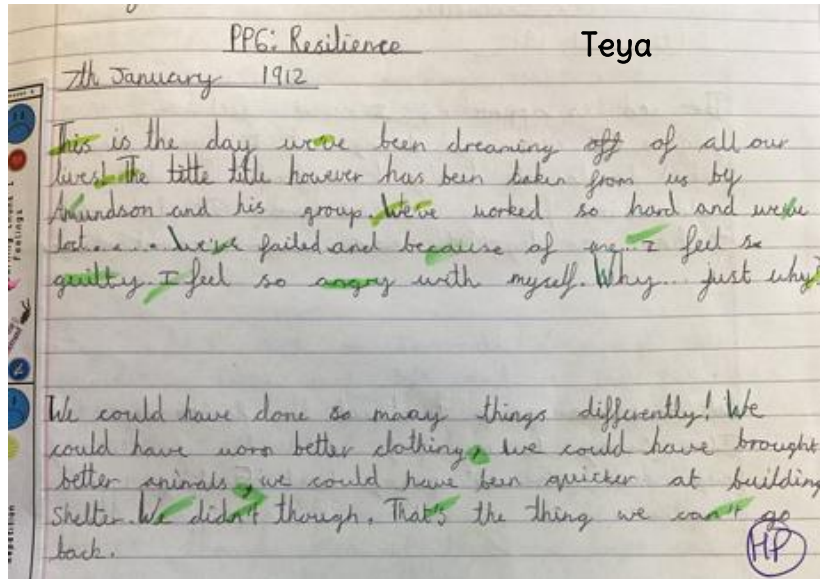 PPG: Resilience
Teya
7th January 1912
This is the day we've been dreaming off of all our
lives! The titte title however has been taken from us by
Amundson and his group. We've worked so hard and we've
lost..... We've failed and because of me... I feel so
guilty. I feel so angry with myself. Why... just why?
We could have done so many things differently! We
could have worn better clothing, we could have brought
better animals, we could have been quicker at building
shelter. We didn't though. That's the thing we can't go
back.
HP
Feelings